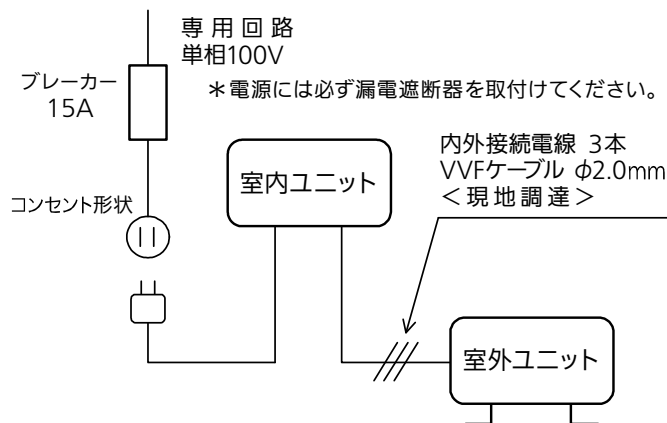 専用回路
単相100V
ブレーカー
15A
*電源には必ず漏電遮断器を取付けてください。
内外接続電線 3本
VVFケーブル φ2.0mm
<現地調達>
室内ユニット
コンセント形状
室外ユニット